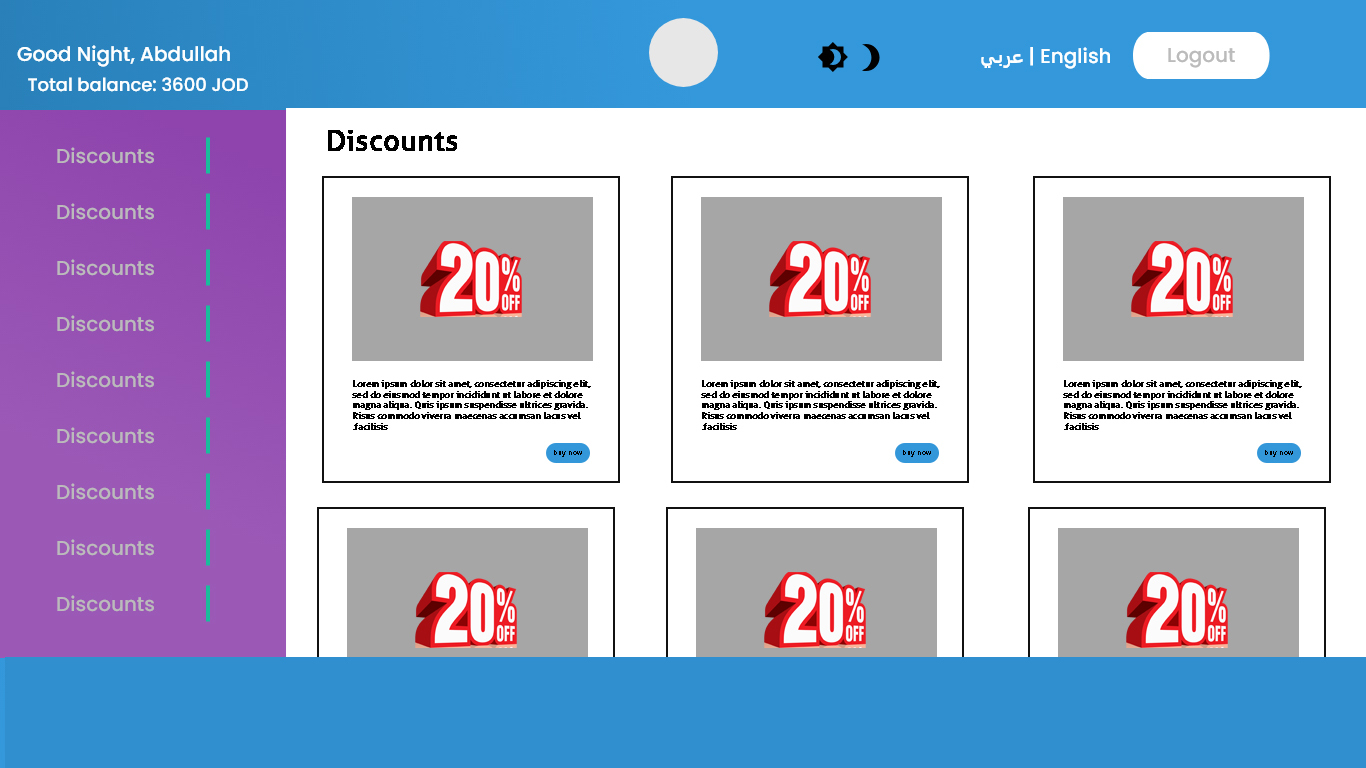 Good Night, Abdullah
Total balance: 3600 JOD
عربي | English
Logout
Discounts
Discounts
Discounts
Discounts
Discounts
Discounts
Discounts
Discounts
Discounts
Discounts
20% OFF
20% OFF
20% OFF
Lorem ipsum dolor sit amet, consectetur adipiscing elit,
sed do eiusmod tempor incididunt ut labore et dolore
magna aliqua. Quis ipsum suspendisse ultrices gravida.
Risus commodo viverra maecenas accumsan lacus vel
.facilisis
buy now
Lorem ipsum dolor sit amet, consectetur adipiscing elit,
sed do eiusmod tempor incididunt ut labore et dolore
magna aliqua. Quis ipsum suspendisse ultrices gravida.
Risus commodo viverra maecenas accumsan lacus vel
.facilisis
buy now
Lorem ipsum dolor sit amet, consectetur adipiscing elit,
sed do eiusmod tempor incididunt ut labore et dolore
magna aliqua. Quis ipsum suspendisse ultrices gravida.
Risus commodo viverra maecenas accumsan lacus vel
.facilisis
buy now
20% OFF
20% OFF
20% OFF